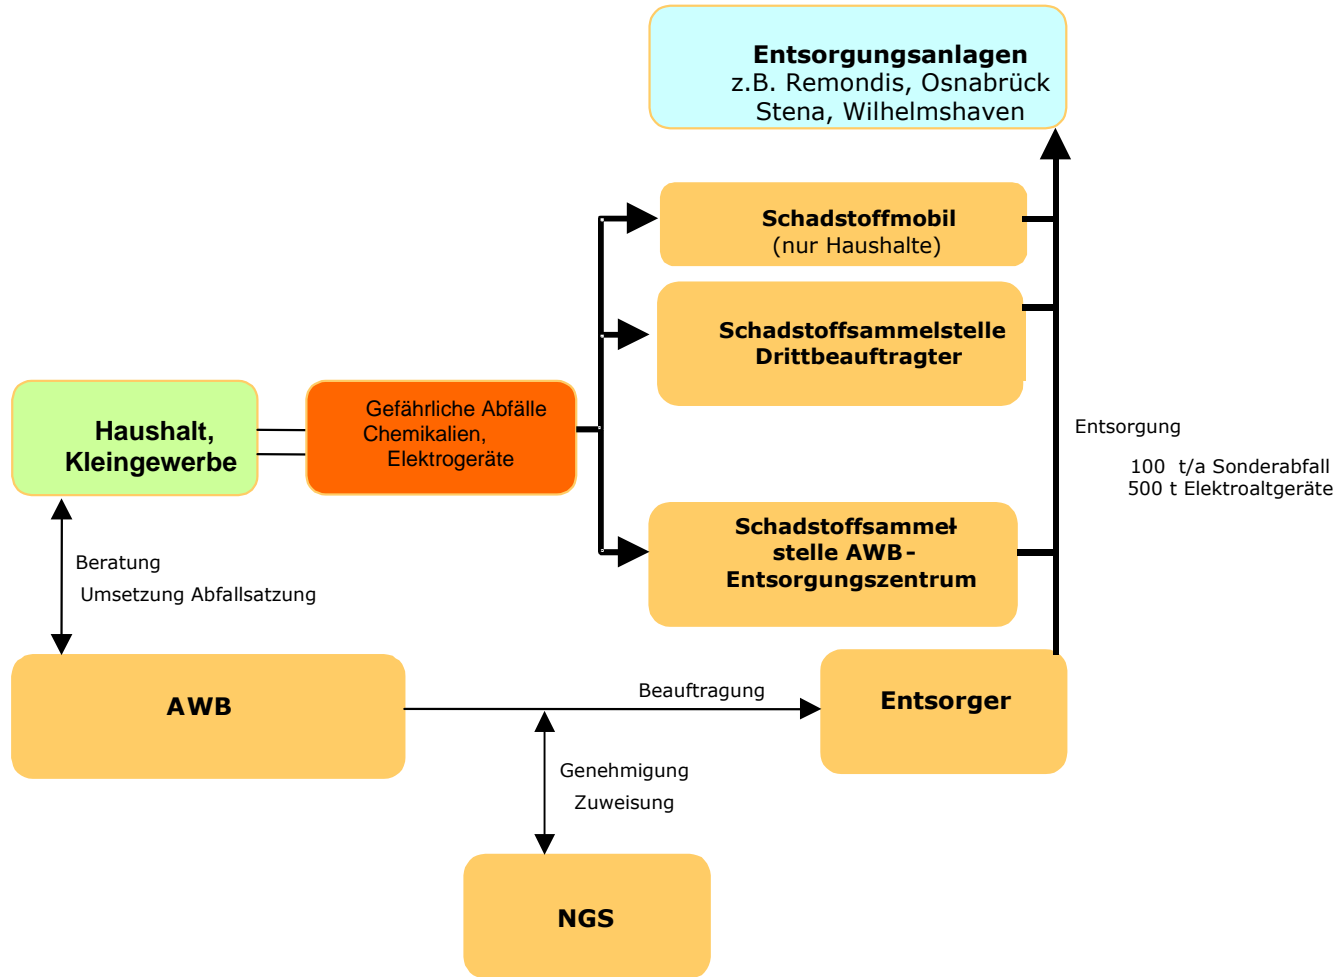 Entsorgungsanlagen
z.B. Remondis, Osnabrück
Stena, Wilhelmshaven
Schadstoffmobil
(nur Haushalte)
Schadstoffsammelstelle
Drittbeauftragter
Haushalt,
Kleingewerbe
Gefährliche Abfälle
Chemikalien,
Elektrogeräte
Entsorgung
100 t/a Sonderabfall
500 t Elektroaltgeräte
Schadstoffsammel-
stelle AWB-
Entsorgungszentrum
Beratung
Umsetzung Abfallsatzung
AWB
Beauftragung
Entsorger
Genehmigung
Zuweisung
NGS